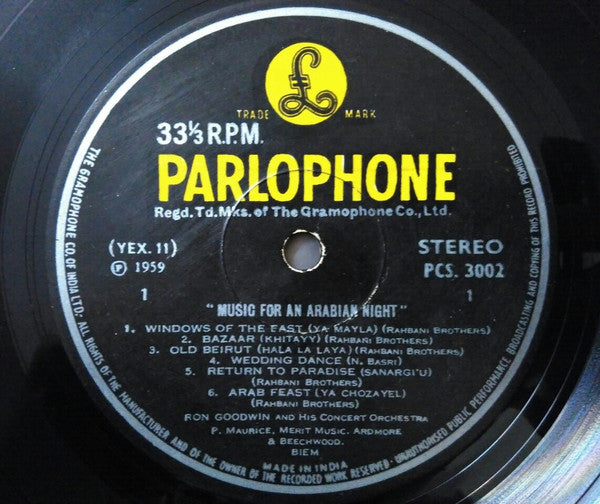 £
TRADE MARK
33⅓ R.P.M.
PARLOPHONE
Regd. Td. Mks. of The Gramophone Co., Ltd.
(YEX. 11) STEREO
℗ 1959 PCS. 3002
1 1
"MUSIC FOR AN ARABIAN NIGHT"
1. WINDOWS OF THE EAST (YA MAYLA) (RAHBANI BROTHERS)
2. BAZAAR (KHITAYY) (RAHBANI BROTHERS)
3. OLD BEIRUT (HALA LA LAYA) (RAHBANI BROTHERS)
4. WEDDING DANCE (N. BASRI)
5. RETURN TO PARADISE (SANARGI'U)
(RAHBANI BROTHERS)
6. ARAB FEAST (YA CHOZAYEL)
(RAHBANI BROTHERS)
RON GOODWIN AND HIS CONCERT ORCHESTRA
P. MAURICE, MERIT MUSIC, ARDMORE
& BEECHWOOD.
BIEM
MADE IN INDIA
THE GRAMOPHONE CO. OF INDIA LTD; ALL RIGHTS OF THE MANUFACTURER AND OF THE OWNER OF THE RECORDED WORK RESERVED · UNAUTHORISED PUBLIC PERFORMANCE BROADCASTING AND COPYING OF THIS RECORD PROHIBITED